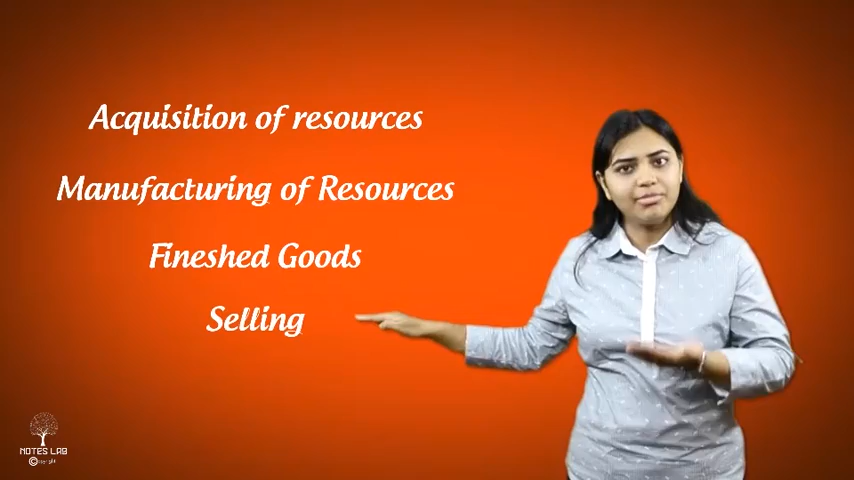 Acquisition of resources
Manufacturing of Resources
Fineshed Goods
Selling
NOTES LAB